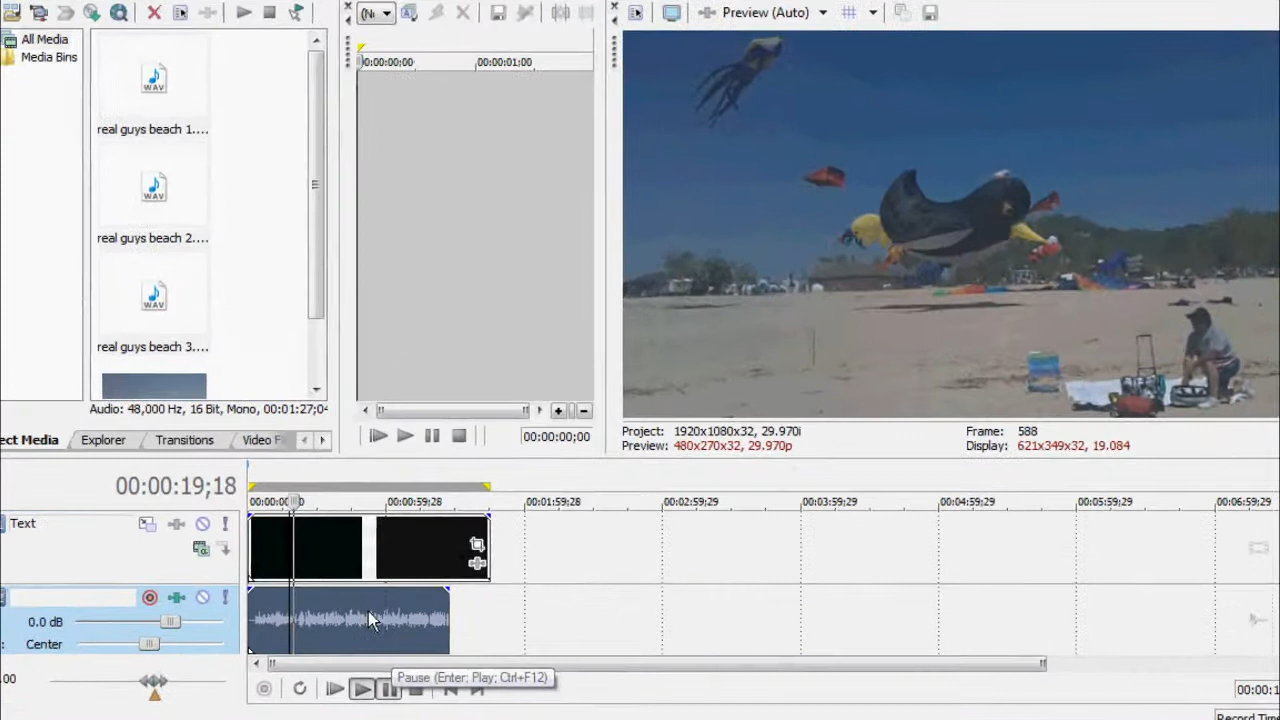 (N
Preview (Auto)
All Media
Media Bins
WAV
real guys beach 1....
WAV
real guys beach 2....
WAV
real guys beach 3....
00:00:00;00
00:00:01;00
Audio: 48,000 Hz, 16 Bit, Mono, 00:01:27;04
ect Media
Explorer
Transitions
Video F
00:00:00;00
Project: 1920x1080x32, 29.970i
Preview: 480x270x32, 29.970p
Frame: 588
Display: 621x349x32, 19.084
00:00:19;18
00:00:00
00:00:59;28
00:01:59;28
00:02:59;29
00:03:59;29
00:04:59;29
00:05:59;29
00:06:59;29
Text
0.0 dB
Center
.00
Pause (Enter; Play; Ctrl+F12)
00:00:1
Record Time